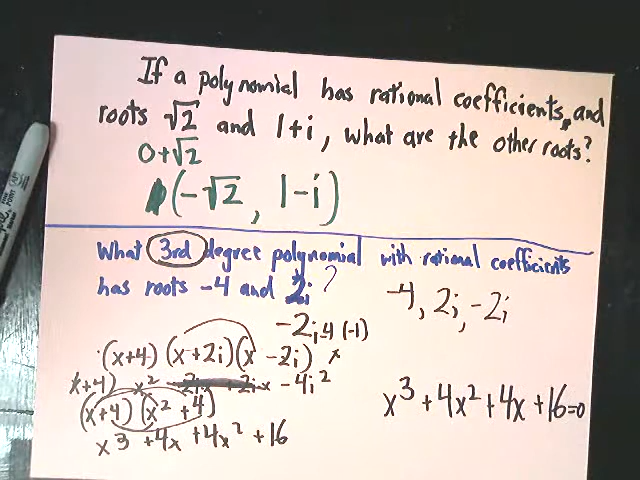 If a polynomial has rational coefficients, and
roots √2 and 1+i, what are the other roots?
0+√2
(-√2, 1-i)
What 3rd degree polynomial with rational coefficients
has roots -4 and 2i?
-4, 2i, -2i
-2i -4(-1)
(x+4)(x+2i)(x-2i)
x+4) x² -2ix +2ix -4i²
(x+4)(x²+4)
x³ +4x +4x² +16
x³+4x²+4x+16=0